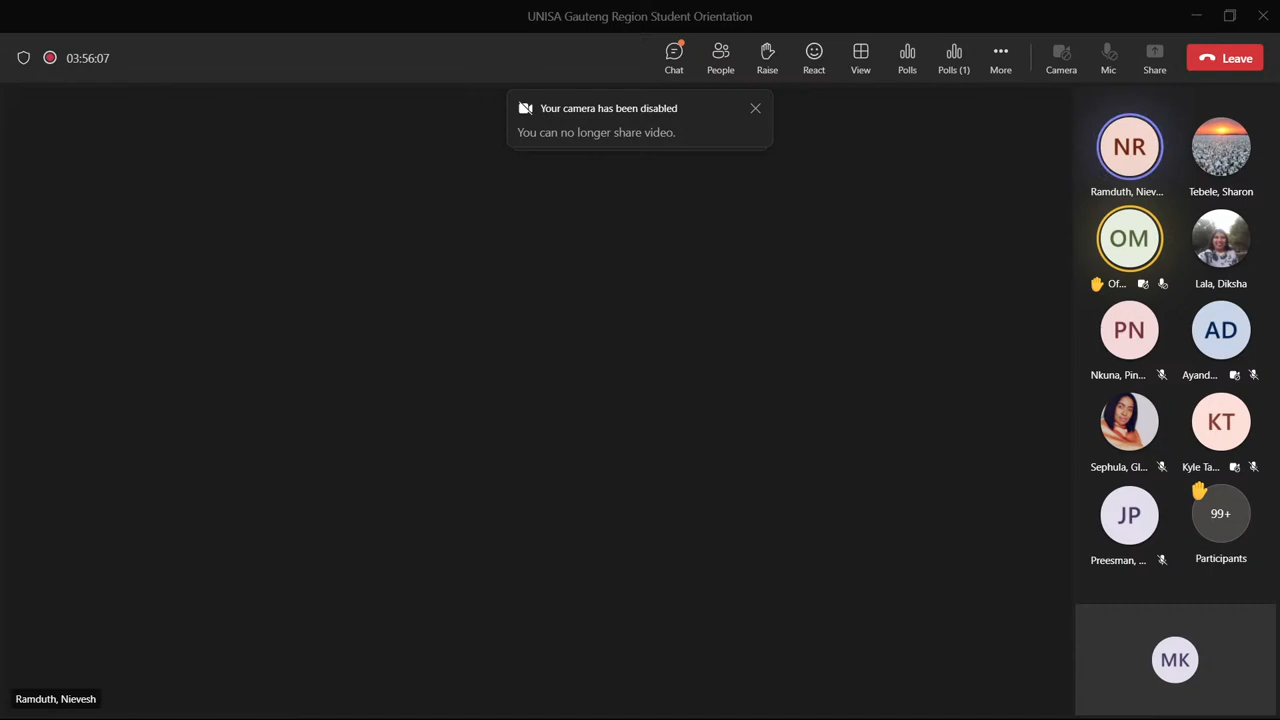 UNISA Gauteng Region Student Orientation
03:56:07
Chat
People
Raise
React
View
Polls
Polls (1)
More
Camera
Mic
Share
Leave
Your camera has been disabled
You can no longer share video.
NR
Ramduth, Niev...
Tebele, Sharon
OM
Of...
Lala, Diksha
PN
Nkuna, Pin...
AD
Ayand...
Sephula, Gl...
KT
Kyle Ta...
JP
Preesman, ...
99+
Participants
MK
Ramduth, Nievesh